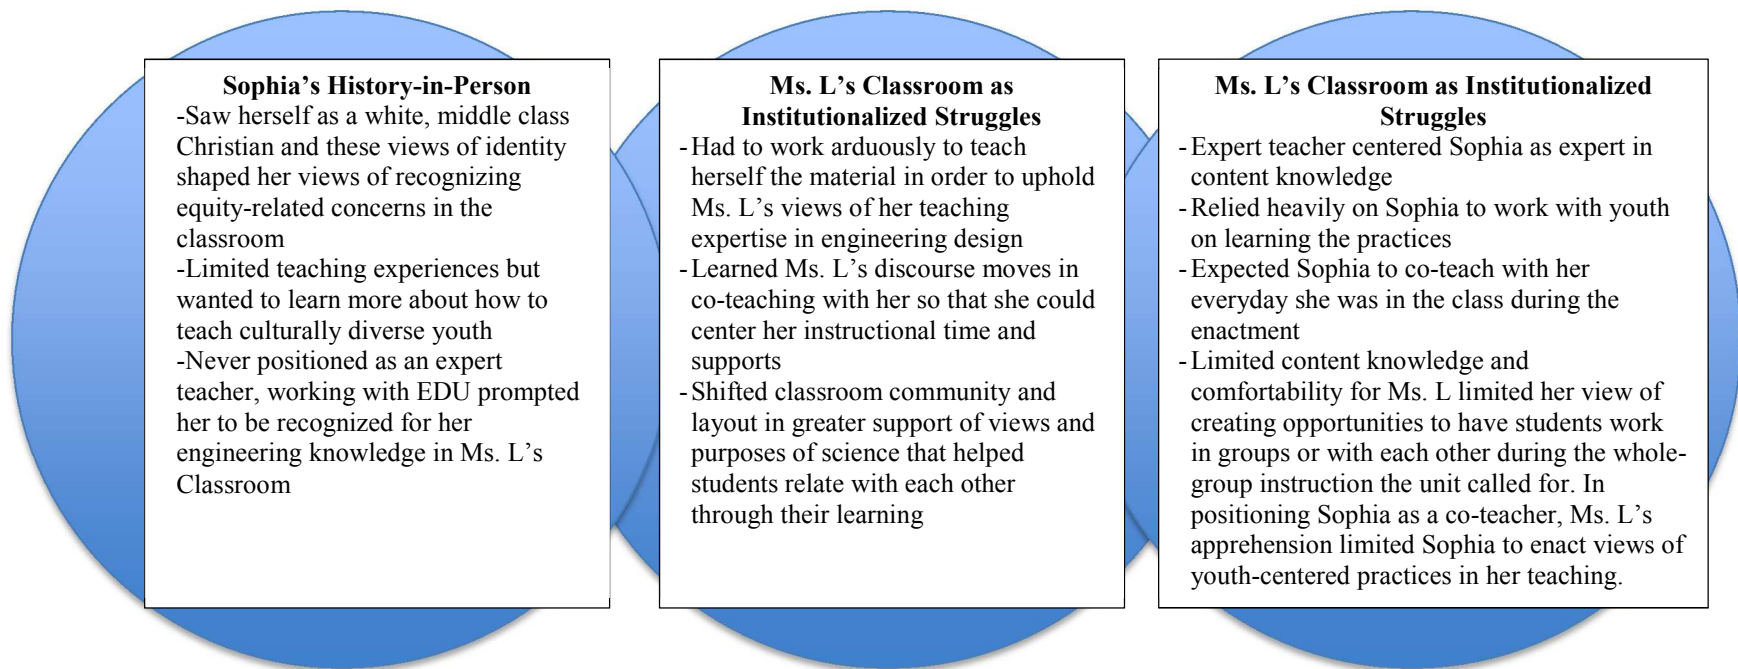 Sophia's History-in-Person
-Saw herself as a white, middle class
Christian and these views of identity
shaped her views of recognizing
equity-related concerns in the
classroom
-Limited teaching experiences but
wanted to learn more about how to
teach culturally diverse youth
-Never positioned as an expert
teacher, working with EDU prompted
her to be recognized for her
engineering knowledge in Ms. L's
Classroom
Ms. L's Classroom as
Institutionalized Struggles
-Had to work arduously to teach
herself the material in order to uphold
Ms. L's views of her teaching
expertise in engineering design
-Learned Ms. L's discourse moves in
co-teaching with her so that she could
center her instructional time and
supports
-Shifted classroom community and
layout in greater support of views and
purposes of science that helped
students relate with each other
through their learning
Ms. L's Classroom as Institutionalized
Struggles
-Expert teacher centered Sophia as expert in
content knowledge
-Relied heavily on Sophia to work with youth
on learning the practices
-Expected Sophia to co-teach with her
everyday she was in the class during the
enactment
-Limited content knowledge and
comfortability for Ms. L limited her view of
creating opportunities to have students work
in groups or with each other during the whole-
group instruction the unit called for. In
positioning Sophia as a co-teacher, Ms. L's
apprehension limited Sophia to enact views of
youth-centered practices in her teaching.